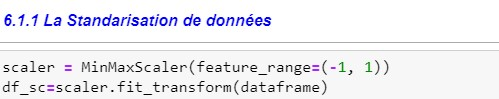 6.1.1 La Standarisation de données
scaler = MinMaxScaler(feature_range=(-1, 1))
df_sc=scaler.fit_transform(dataframe)